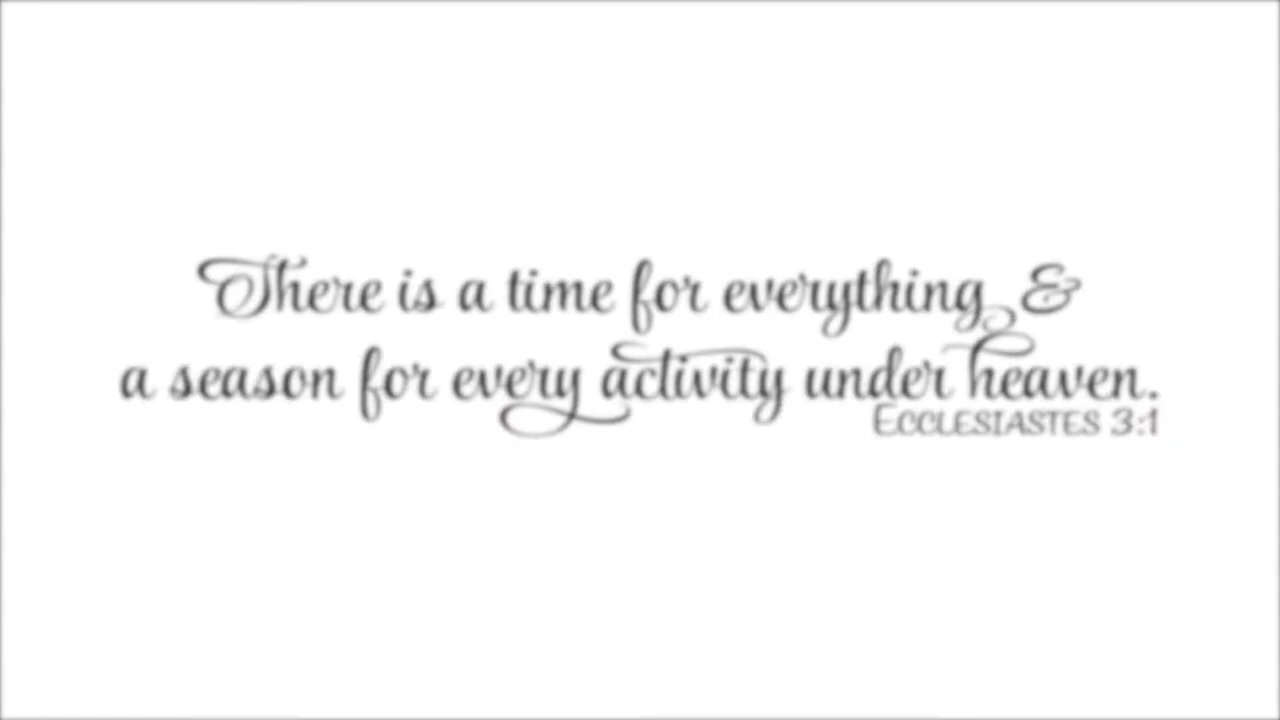 There is a time for everything &
a season for every activity under heaven.
ECCLESIASTES 3:1